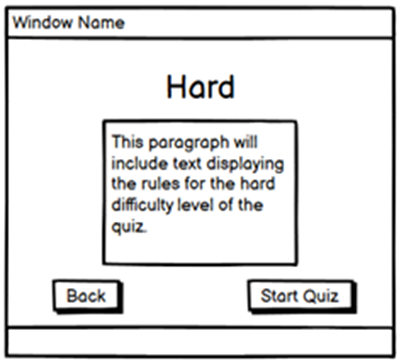 Window Name
Hard
This paragraph will
include text displaying
the rules for the hard
difficulty level of the
quiz.
Back
Start Quiz